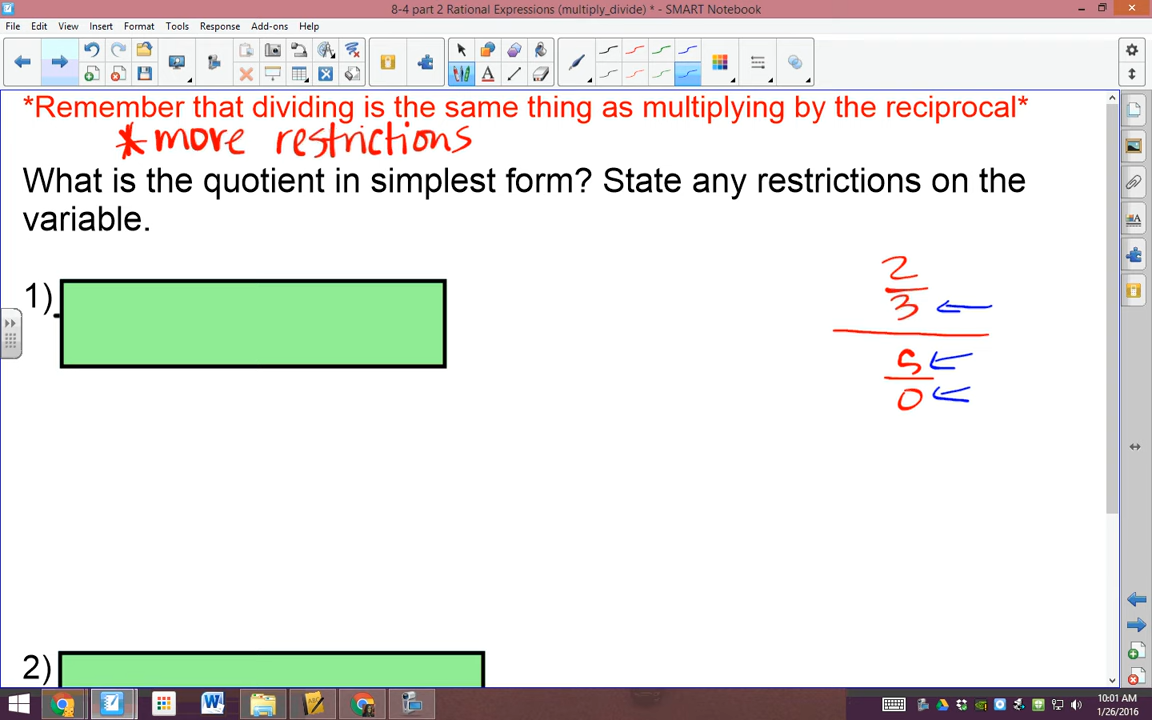 8-4 part 2 Rational Expressions (multiply_divide) * - SMART Notebook
File Edit View Insert Format Tools Response Add-ons Help
*Remember that dividing is the same thing as multiplying by the reciprocal*
*more restrictions
What is the quotient in simplest form? State any restrictions on the
variable.
1)
2
3
5
0
2)
10:01 AM
1/26/2016